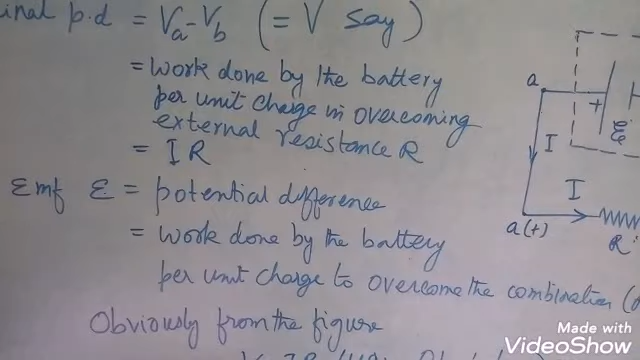 inal p.d = Va - Vb (= V say)
= work done by the battery
per unit charge in overcoming
external resistance R
= IR
Emf ℰ = potential difference
= work done by the battery
per unit charge to overcome the combination (
Obviously from the figure
a
+
ℰ
I
I
a(+)
R
Made with
VideoShow